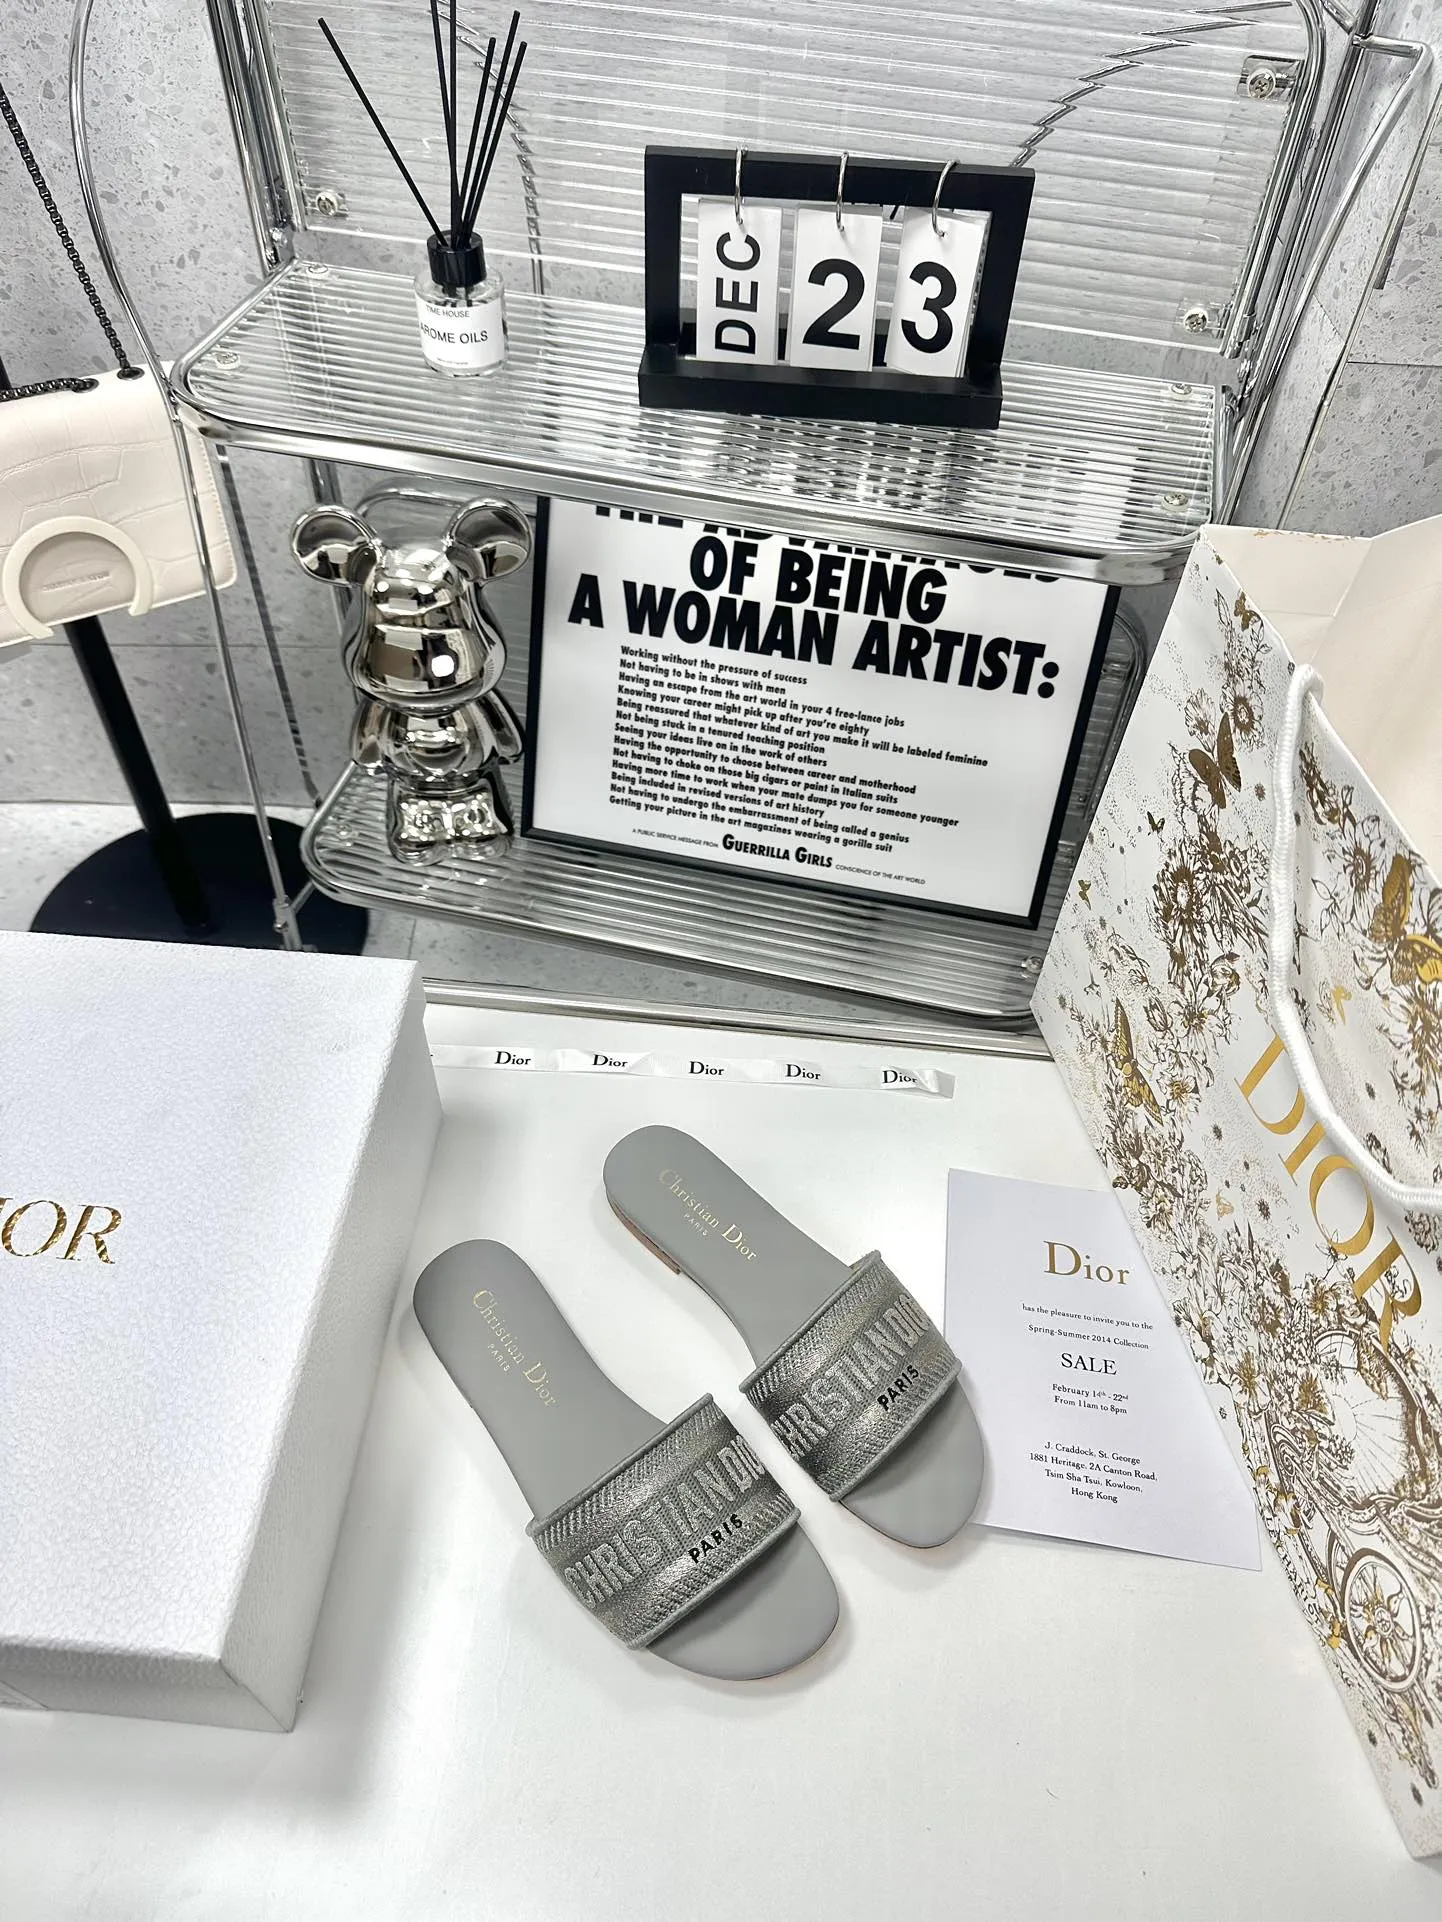 TIME HOUSE
AROME OILS
DEC 23
OF BEING
A WOMAN ARTIST:
Working without the pressure of success
Not having to be in shows with men
Having an escape from the art world in your 4 free-lance jobs
Knowing your career might pick up after you're eighty
Being reassured that whatever kind of art you make it will be labeled feminine
Not being stuck in a tenured teaching position
Seeing your ideas live on in the work of others
Having the opportunity to choose between career and motherhood
Not having to choke on those big cigars or paint in Italian suits
Having more time to work when your mate dumps you for someone younger
Being included in revised versions of art history
Not having to undergo the embarrassment of being called a genius
Getting your picture in the art magazines wearing a gorilla suit
A PUBLIC SERVICE MESSAGE FROM GUERRILLA GIRLS CONSCIENCE OF THE ART WORLD
Dior Dior Dior Dior Dior
IOR
DIOR
Christian Dior
PARIS
Christian Dior
PARIS
CHRISTIAN DIO
PARIS
CHRISTIAN DIO
PARIS
Dior
has the pleasure to invite you to the
Spring-Summer 2014 Collection
SALE
February 14th - 22nd
From 11am to 8pm
J. Craddock, St. George
1881 Heritage, 2A Canton Road,
Tsim Sha Tsui, Kowloon,
Hong Kong